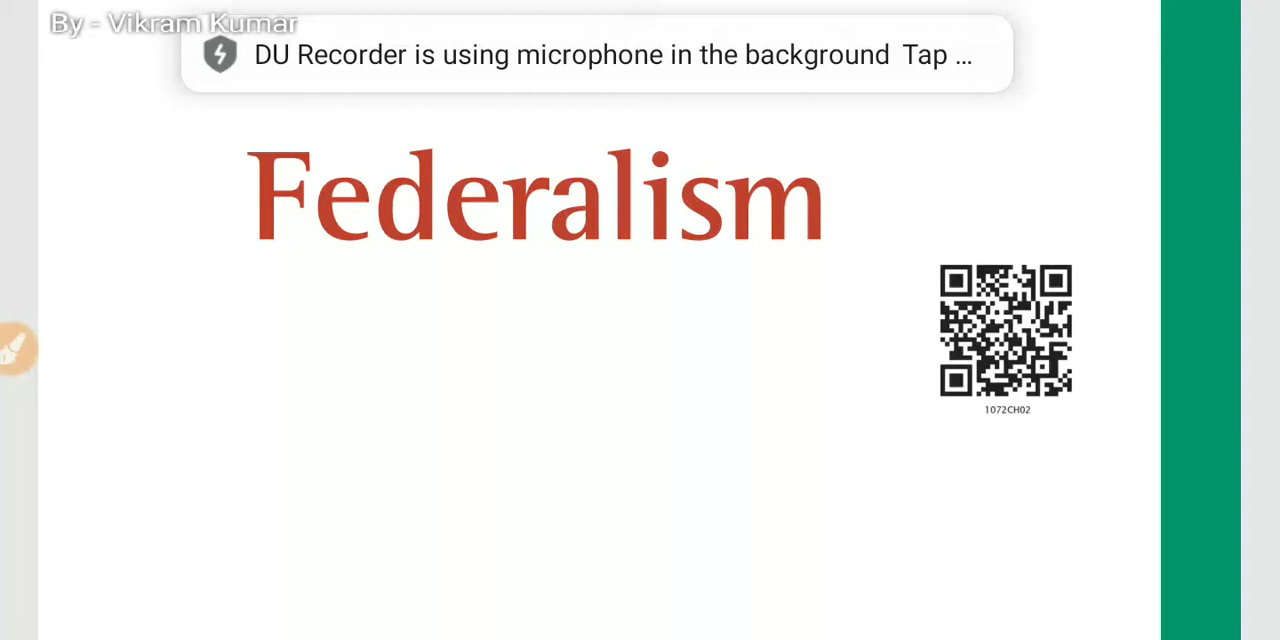 By - Vikram Kumar
DU Recorder is using microphone in the background Tap ...
Federalism
1072CH02